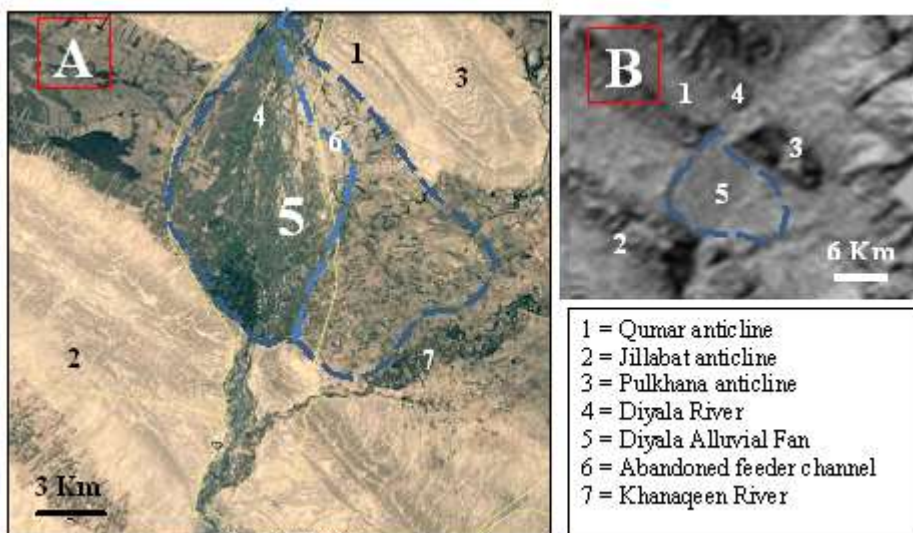 A
1
3
4
6
5
2
7
3 Km
B
1
4
3
5
2
6 Km
1 = Qumar anticline
2 = Jillabat anticline
3 = Pulkhana anticline
4 = Diyala River
5 = Diyala Alluvial Fan
6 = Abandoned feeder channel
7 = Khanaqeen River